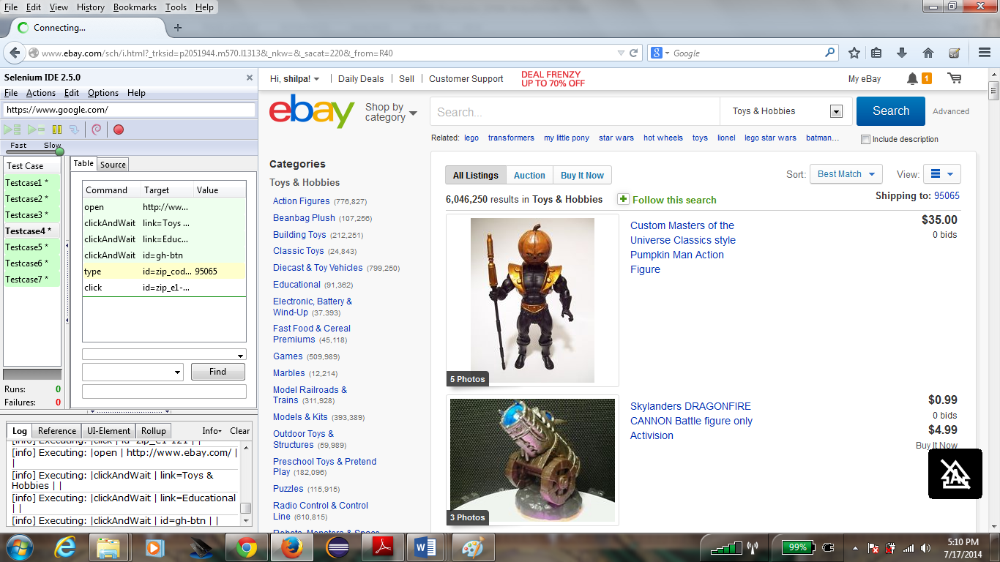 File Edit View History Bookmarks Tools Help
Connecting...
www.ebay.com/sch/i.html?_trksid=p2051944.m570.l1313&_nkw=&_sacat=220&_from=R40
Google
Selenium IDE 2.5.0
File Actions Edit Options Help
https://www.google.com/
Fast Slow
Test Case
Testcase1 *
Testcase2 *
Testcase3 *
Testcase4 *
Testcase5 *
Testcase6 *
Testcase7 *
Runs: 0
Failures: 0
Table Source
Command Target Value
open http://ww...
clickAndWait link=Toys ...
clickAndWait link=Educ...
clickAndWait id=gh-btn
type id=zip_cod... 95065
click id=zip_e1-...
Find
Log Reference UI-Element Rollup Info Clear
[info] Executing: |click | id=zip_e1-121 | |
[info] Executing: |open | http://www.ebay.com/ |
|
[info] Executing: |clickAndWait | link=Toys &
Hobbies | |
[info] Executing: |clickAndWait | link=Educational
| |
[info] Executing: |clickAndWait | id=gh-btn | |
Hi, shilpa! Daily Deals Sell Customer Support
DEAL FRENZY
UP TO 70% OFF
My eBay 1
ebay
Shop by
category
Search... Toys & Hobbies Search Advanced
Related: lego transformers my little pony star wars hot wheels toys lionel lego star wars batman...
Include description
Categories
Toys & Hobbies
Action Figures (776,827)
Beanbag Plush (107,256)
Building Toys (212,251)
Classic Toys (24,843)
Diecast & Toy Vehicles (799,250)
Educational (91,362)
Electronic, Battery &
Wind-Up (37,393)
Fast Food & Cereal
Premiums (45,118)
Games (509,989)
Marbles (12,214)
Model Railroads &
Trains (311,928)
Models & Kits (393,389)
Outdoor Toys &
Structures (59,989)
Preschool Toys & Pretend
Play (182,096)
Puzzles (115,915)
Radio Control & Control
Line (610,815)
Robots, Monsters & Space
All Listings Auction Buy It Now
Sort: Best Match View:
6,046,250 results in Toys & Hobbies Follow this search
Shipping to: 95065
5 Photos
Custom Masters of the
Universe Classics style
Pumpkin Man Action
Figure
$35.00
0 bids
3 Photos
Skylanders DRAGONFIRE
CANNON Battle figure only
Activision
$0.99
0 bids
$4.99
Buy It Now
99%
5:10 PM
7/17/2014